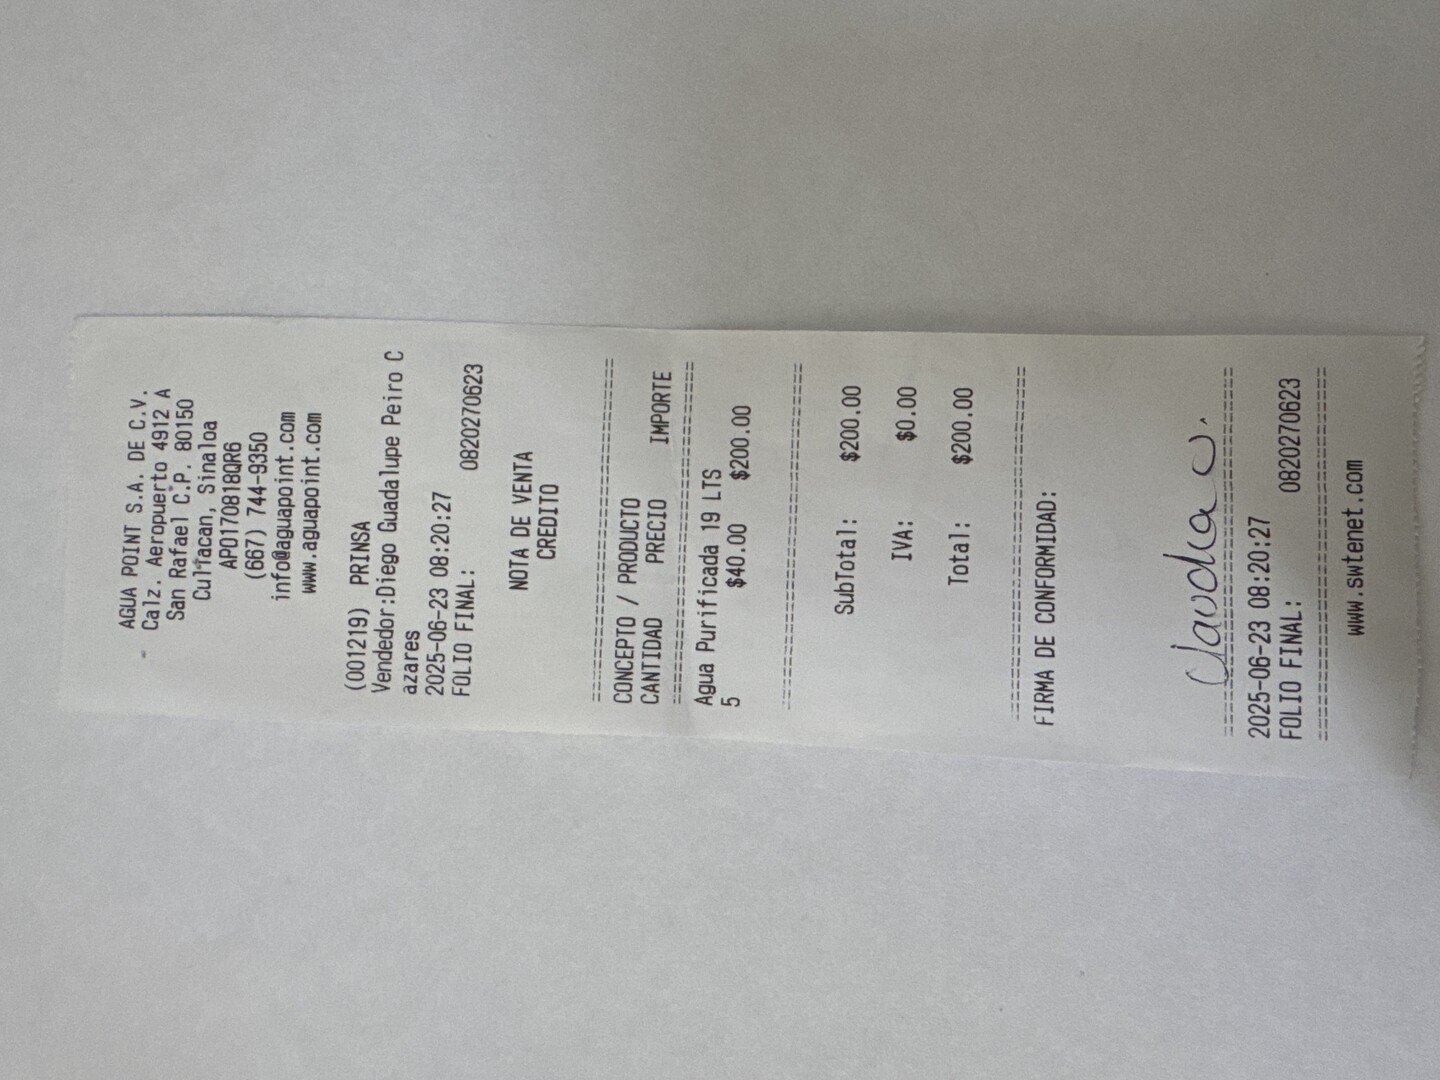 AGUA POINT S.A. DE C.V.
Calz. Aeropuerto 4912 A
San Rafael C.P. 80150
Culiacan, Sinaloa
APO170818QR6
(667) 744-9350
info@aguapoint.com
www.aguapoint.com
(001219) PRINSA
Vendedor:Diego Guadalupe Peiro C
azares
2025-06-23 08:20:27
FOLIO FINAL: 0820270623
NOTA DE VENTA
CREDITO
CONCEPTO / PRODUCTO
CANTIDAD PRECIO IMPORTE
Agua Purificada 19 LTS
5 $40.00 $200.00
SubTotal: $200.00
IVA: $0.00
Total: $200.00
FIRMA DE CONFORMIDAD:
2025-06-23 08:20:27
FOLIO FINAL: 0820270623
www.swtenet.com